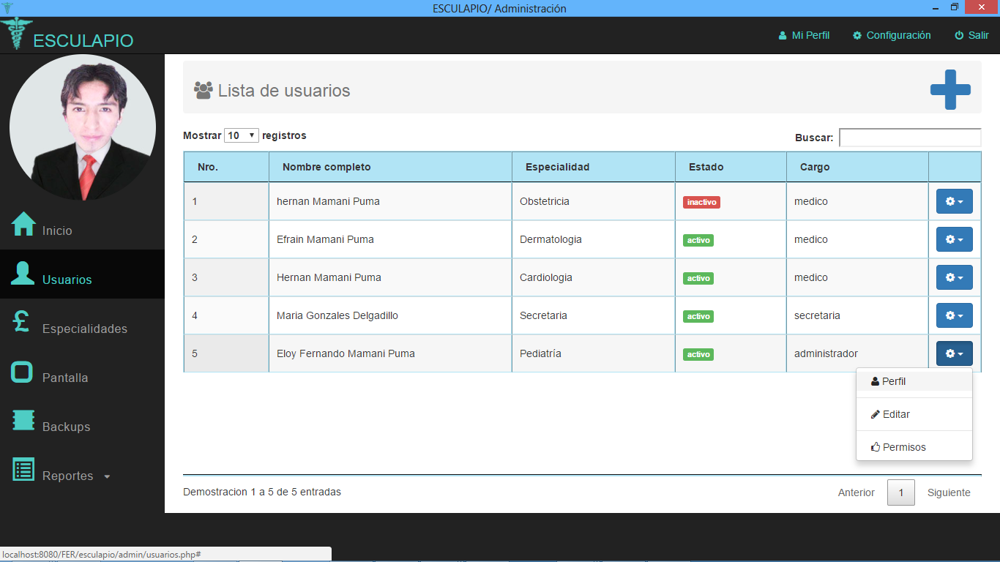 ESCULAPIO/ Administración
ESCULAPIO
Mi Perfil Configuración Salir
Inicio
Usuarios
Especialidades
Pantalla
Backups
Reportes
Lista de usuarios
Mostrar 10 registros
Buscar:
Nro. Nombre completo Especialidad Estado Cargo
1 hernan Mamani Puma Obstetricia inactivo medico
2 Efrain Mamani Puma Dermatologia activo medico
3 Hernan Mamani Puma Cardiologia activo medico
4 Maria Gonzales Delgadillo Secretaria activo secretaria
5 Eloy Fernando Mamani Puma Pediatría activo administrador
Perfil
Editar
Permisos
Demostracion 1 a 5 de 5 entradas
Anterior 1 Siguiente
localhost:8080/FER/esculapio/admin/usuarios.php#